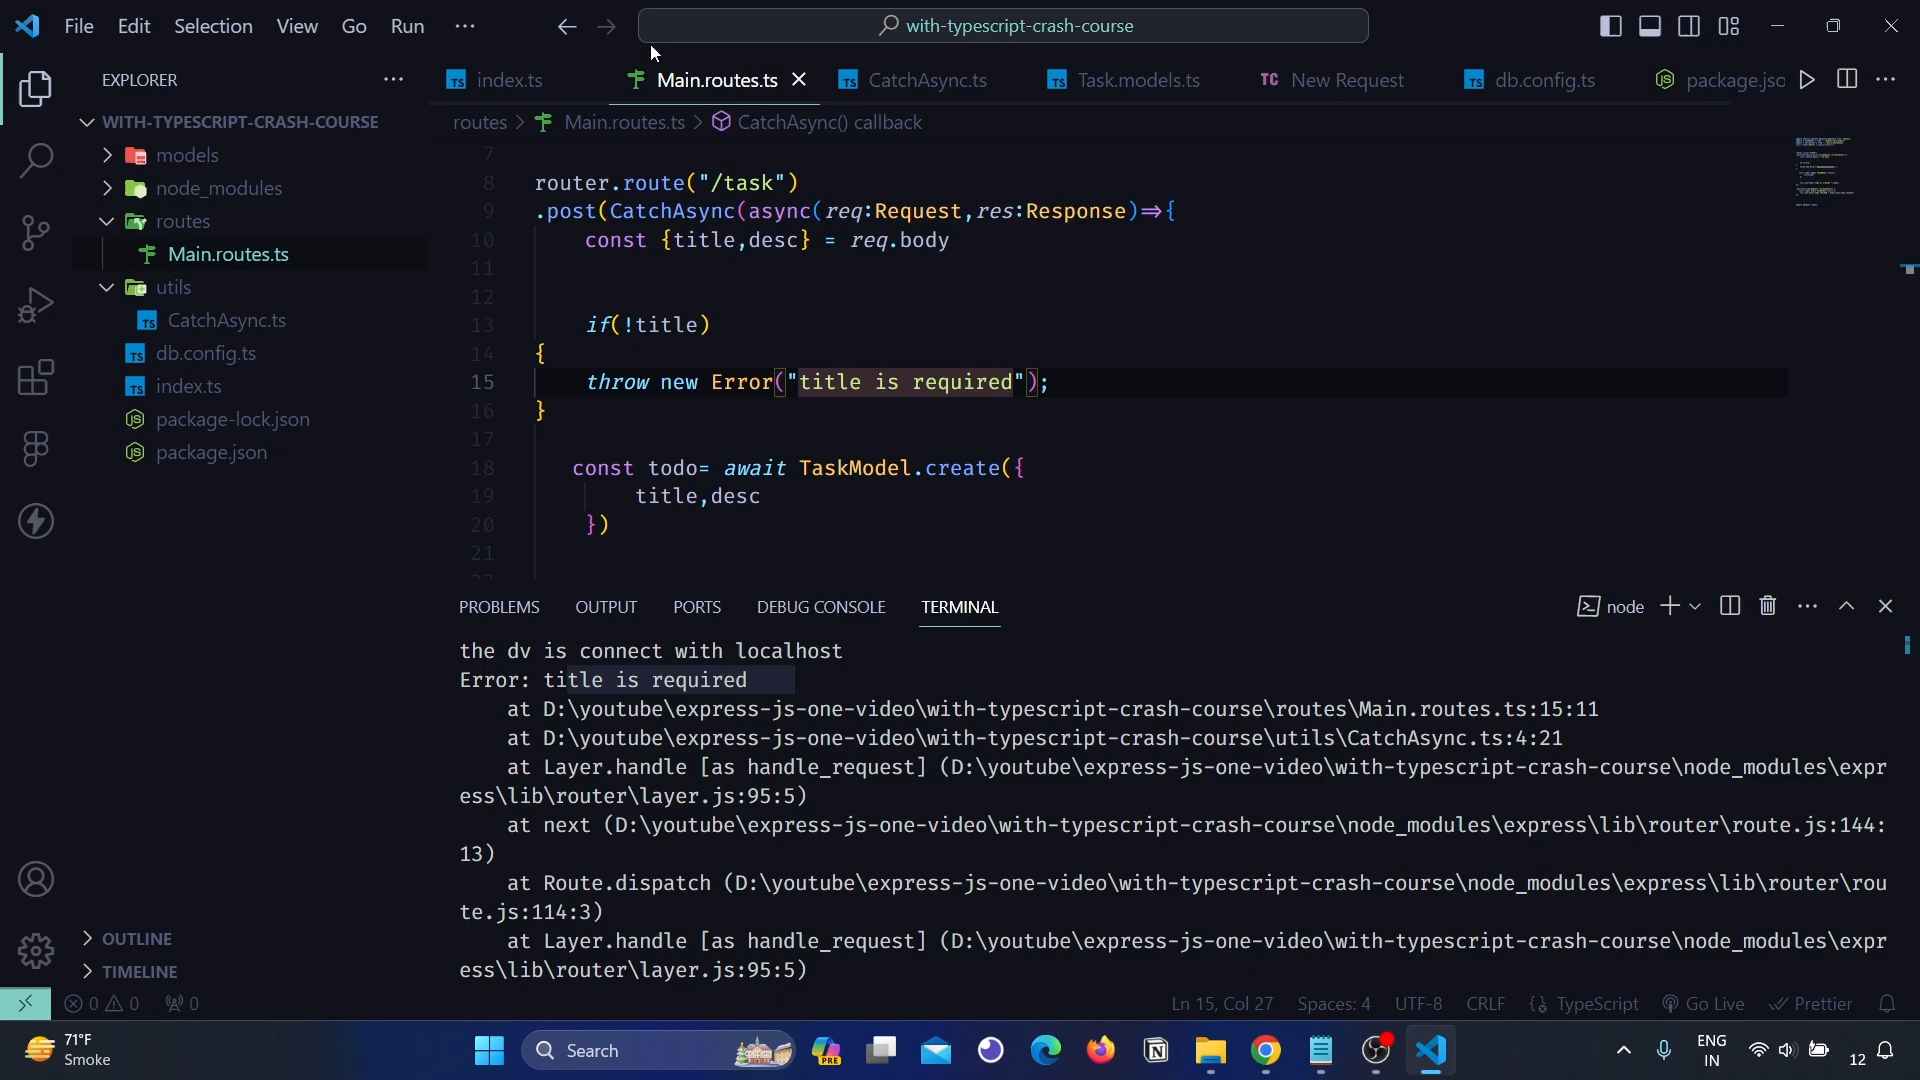 File Edit Selection View Go Run ···
with-typescript-crash-course
EXPLORER ···
index.ts Main.routes.ts CatchAsync.ts Task.models.ts TC New Request db.config.ts package.jso ···
WITH-TYPESCRIPT-CRASH-COURSE
models
node_modules
routes
Main.routes.ts
utils
CatchAsync.ts
db.config.ts
index.ts
package-lock.json
package.json
OUTLINE
TIMELINE
routes > Main.routes.ts > CatchAsync() callback
7
8 router.route("/task")
9 .post(CatchAsync(async(req:Request,res:Response)=>{
10 const {title,desc} = req.body
11
12
13 if(!title)
14 {
15 throw new Error("title is required");
16 }
17
18 const todo= await TaskModel.create({
19 title,desc
20 })
21
PROBLEMS OUTPUT PORTS DEBUG CONSOLE TERMINAL node
the dv is connect with localhost
Error: title is required
at D:\youtube\express-js-one-video\with-typescript-crash-course\routes\Main.routes.ts:15:11
at D:\youtube\express-js-one-video\with-typescript-crash-course\utils\CatchAsync.ts:4:21
at Layer.handle [as handle_request] (D:\youtube\express-js-one-video\with-typescript-crash-course\node_modules\expr
ess\lib\router\layer.js:95:5)
at next (D:\youtube\express-js-one-video\with-typescript-crash-course\node_modules\express\lib\router\route.js:144:
13)
at Route.dispatch (D:\youtube\express-js-one-video\with-typescript-crash-course\node_modules\express\lib\router\rou
te.js:114:3)
at Layer.handle [as handle_request] (D:\youtube\express-js-one-video\with-typescript-crash-course\node_modules\expr
ess\lib\router\layer.js:95:5)
0 0 0 Ln 15, Col 27 Spaces: 4 UTF-8 CRLF {} TypeScript Go Live Prettier
71°F
Smoke
Search
PRE
ENG
IN
12